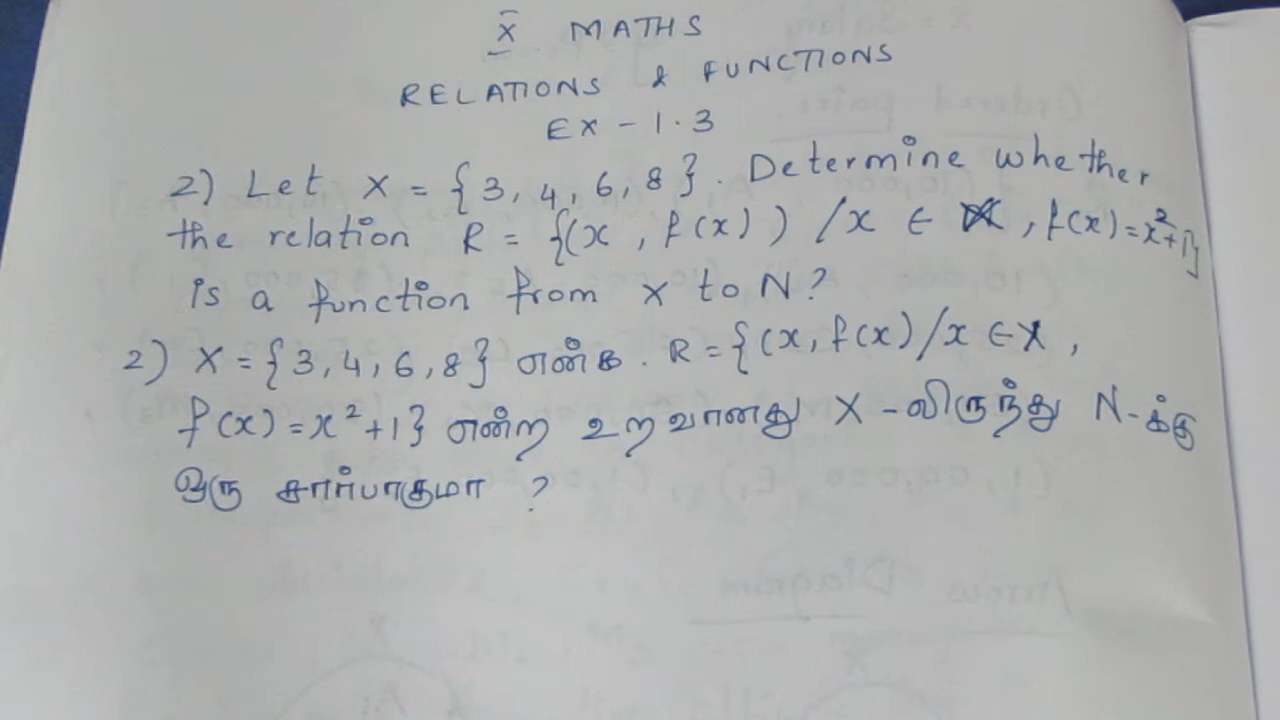 X MATHS
RELATIONS & FUNCTIONS
EX - 1.3
2) Let X = {3, 4, 6, 8}. Determine whether
the relation R = {(x, f(x)) / x ∈ X, f(x) = x²+1}
is a function from X to N?
2) X = {3, 4, 6, 8} என்க. R = {(x, f(x) / x ∈ X,
f(x) = x² + 1} என்ற உறவானது X - லிருந்து N - க்கு
ஒரு சார்பாகுமா ?